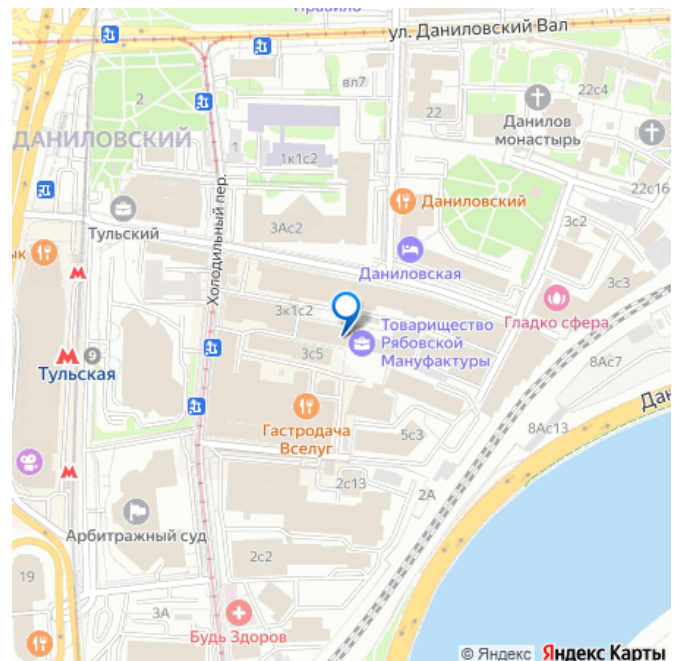 Правило
ул. Даниловский Вал
вл7
2
22
22с4
Данилов
монастырь
ДАНИЛОВСКИЙ
1
1к1с2
22с16
Холодильный пер.
Даниловский
3Ас2
3с2
Тульский
ык
Даниловская
3с3
3к1с2
Гладко сфера
Товарищество
Рябовской
Мануфактуры
3с5
9
Тульская
8Ас7
Дан
Гастродача
Вселуг
5с3
8Ас13
2с13
2А
Арбитражный суд
2с2
19
3А
Будь Здоров
© Яндекс Яндекс Карты